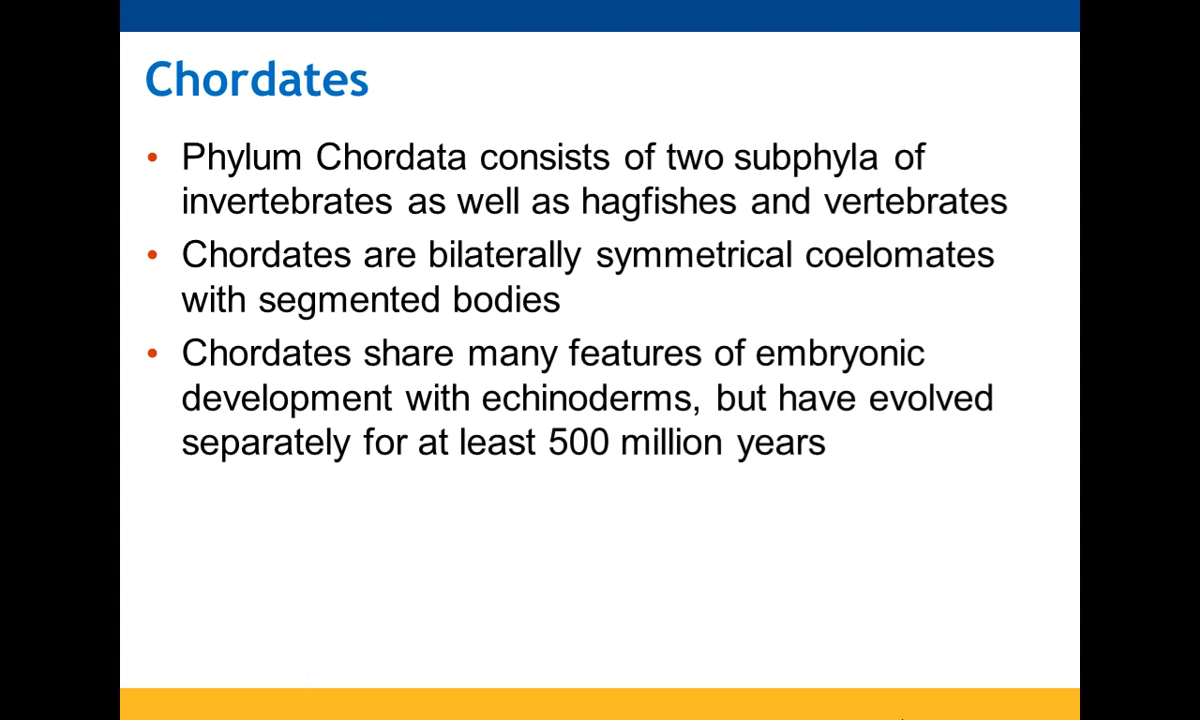 Chordates
• Phylum Chordata consists of two subphyla of
invertebrates as well as hagfishes and vertebrates
• Chordates are bilaterally symmetrical coelomates
with segmented bodies
• Chordates share many features of embryonic
development with echinoderms, but have evolved
separately for at least 500 million years